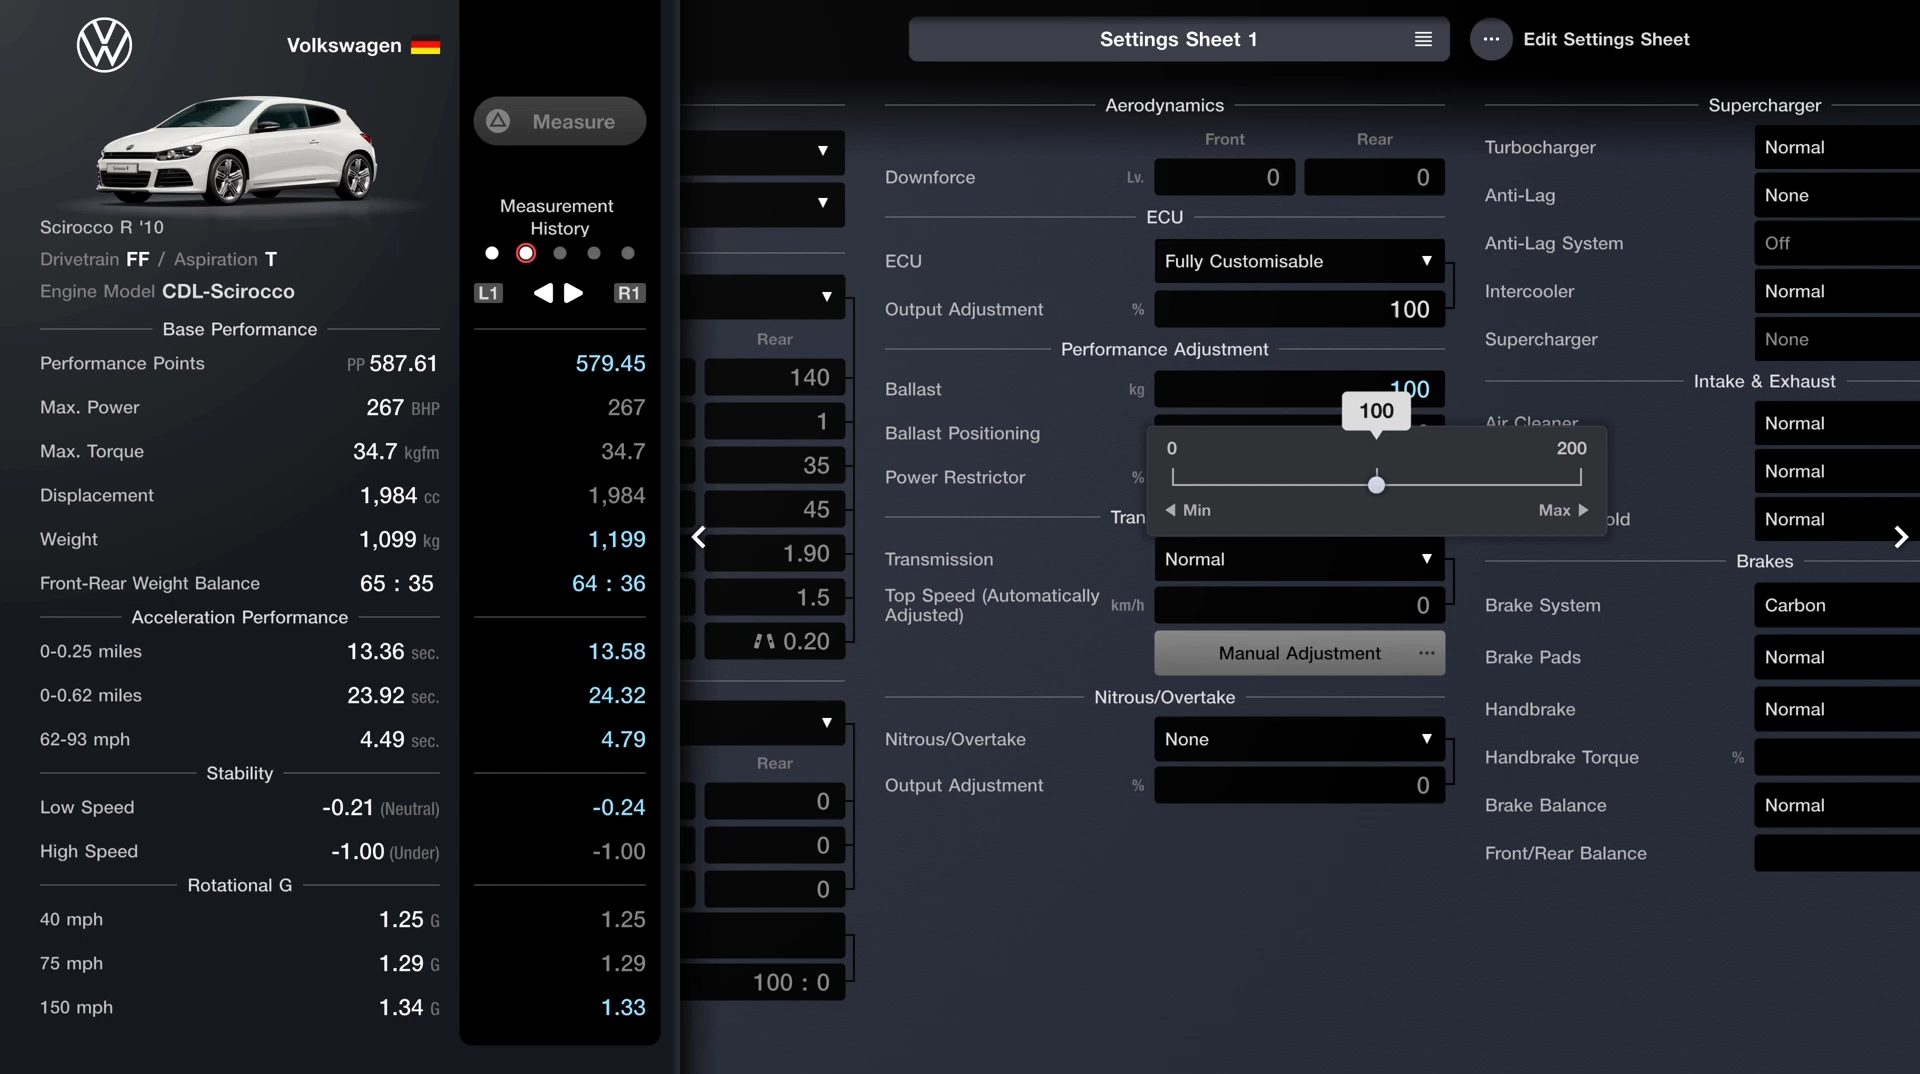 Volkswagen
Scirocco R '10
Drivetrain FF / Aspiration T
Engine Model CDL-Scirocco
Base Performance
Performance Points PP 587.61
Max. Power 267 BHP
Max. Torque 34.7 kgfm
Displacement 1,984 cc
Weight 1,099 kg
Front-Rear Weight Balance 65 : 35
Acceleration Performance
0-0.25 miles 13.36 sec.
0-0.62 miles 23.92 sec.
62-93 mph 4.49 sec.
Stability
Low Speed -0.21 (Neutral)
High Speed -1.00 (Under)
Rotational G
40 mph 1.25 G
75 mph 1.29 G
150 mph 1.34 G
Measure
Measurement
History
L1 R1
579.45
267
34.7
1,984
1,199
64 : 36
13.58
24.32
4.79
-0.24
-1.00
1.25
1.29
1.33
Rear
140
1
35
45
1.90
1.5
0.20
Rear
0
0
0
100 : 0
Settings Sheet 1
Edit Settings Sheet
Aerodynamics
Front Rear
Downforce Lv. 0 0
ECU
ECU Fully Customisable
Output Adjustment % 100
Performance Adjustment
Ballast kg 100
100
Ballast Positioning
0 200
Power Restrictor %
Min Max
Tran
Transmission Normal
Top Speed (Automatically
Adjusted) km/h 0
Manual Adjustment
Nitrous/Overtake
Nitrous/Overtake None
Output Adjustment % 0
Supercharger
Turbocharger Normal
Anti-Lag None
Anti-Lag System Off
Intercooler Normal
Supercharger None
Intake & Exhaust
Air Cleaner Normal
Normal
old Normal
Brakes
Brake System Carbon
Brake Pads Normal
Handbrake Normal
Handbrake Torque %
Brake Balance Normal
Front/Rear Balance